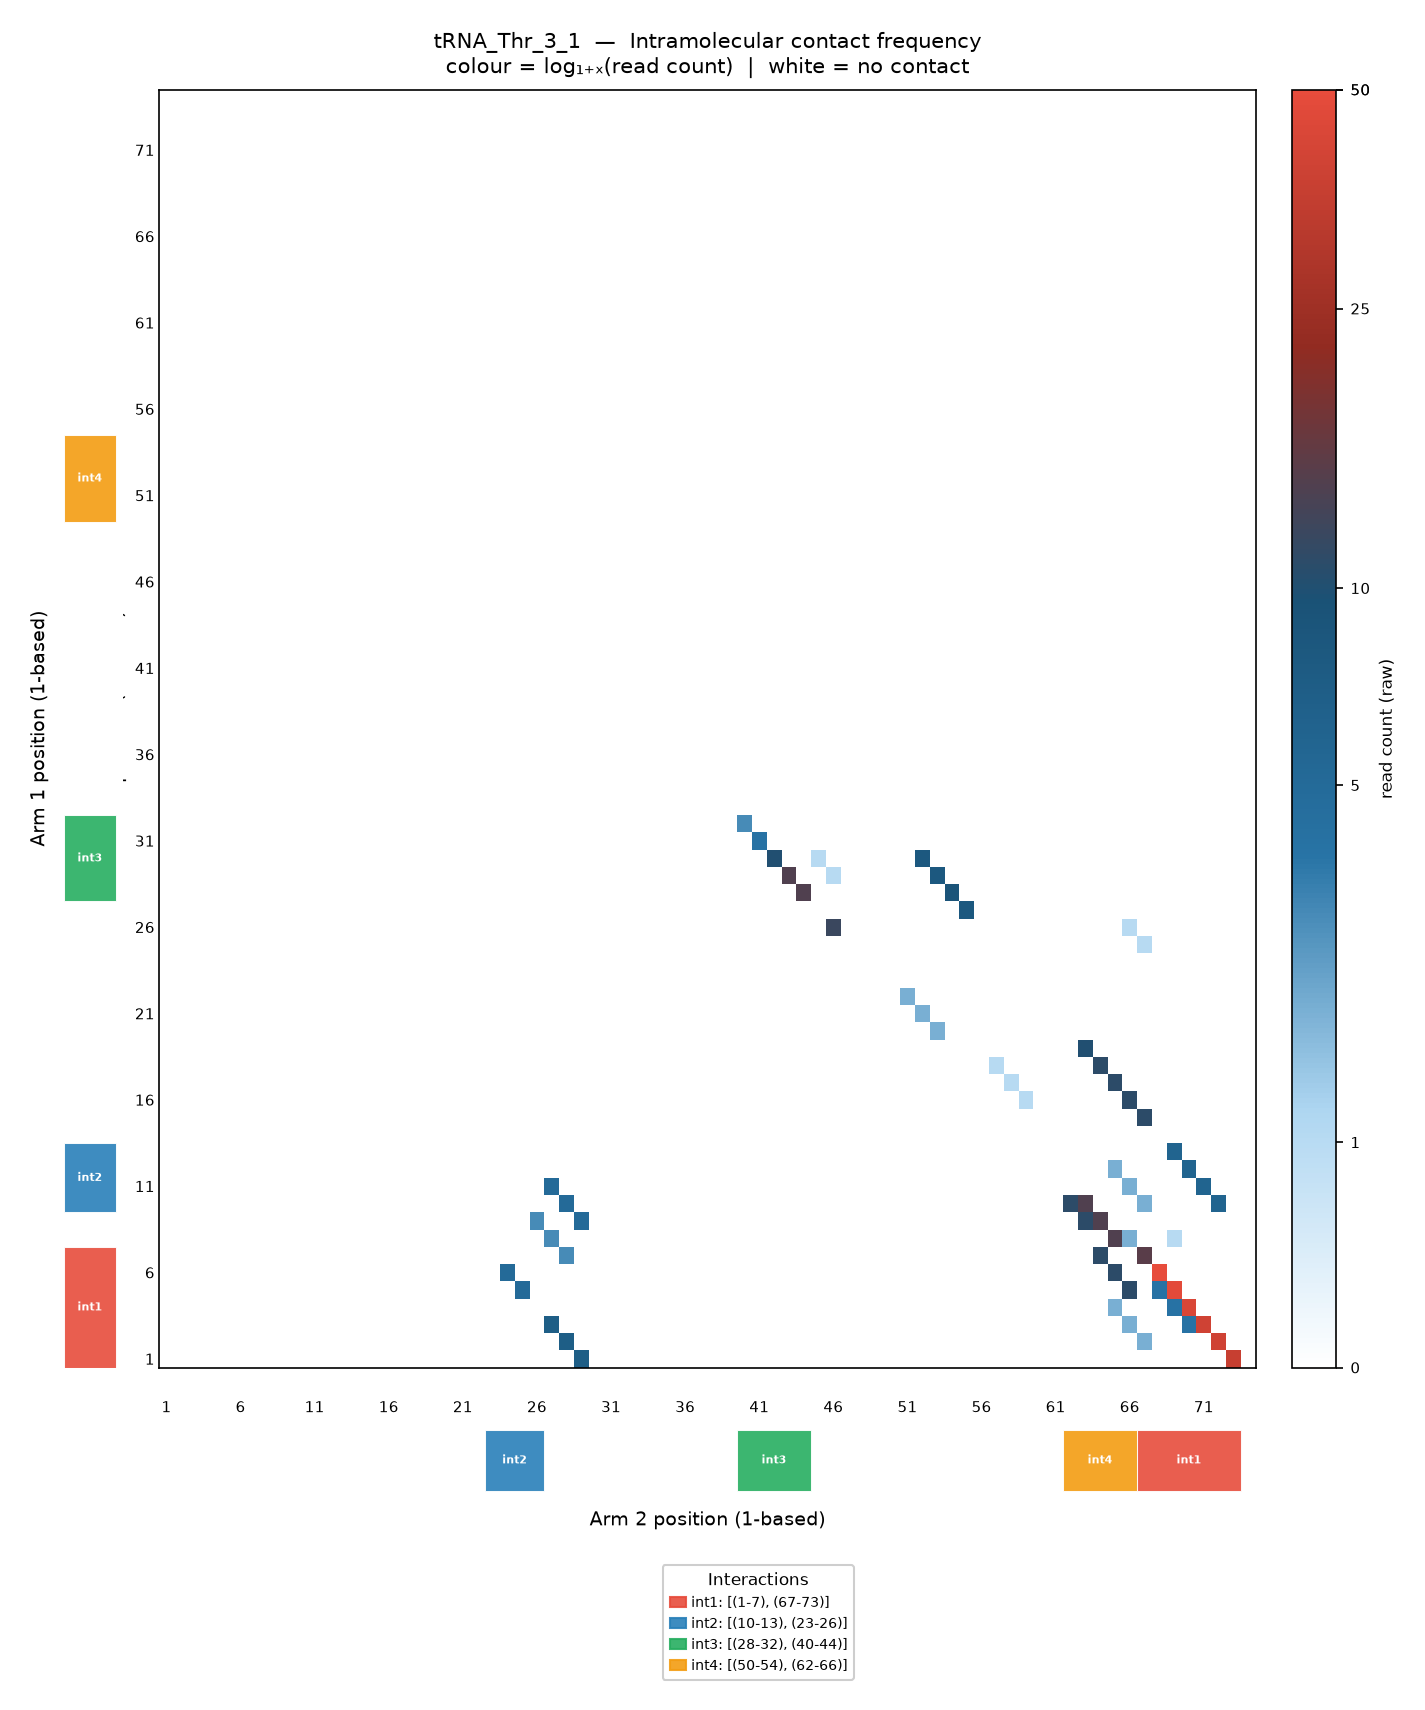 tRNA_Thr_3_1 — Intramolecular contact frequency
colour = log₁₊ₓ(read count) | white = no contact
71
66
61
56
51
46
41
36
31
26
21
16
11
6
1
Arm 1 position (1-based)
int4
int3
int2
int1
1 6 11 16 21 26 31 36 41 46 51 56 61 66 71
int2 int3 int4 int1
Arm 2 position (1-based)
50
25
10
5
1
0
read count (raw)
Interactions
int1: [(1-7), (67-73)]
int2: [(10-13), (23-26)]
int3: [(28-32), (40-44)]
int4: [(50-54), (62-66)]